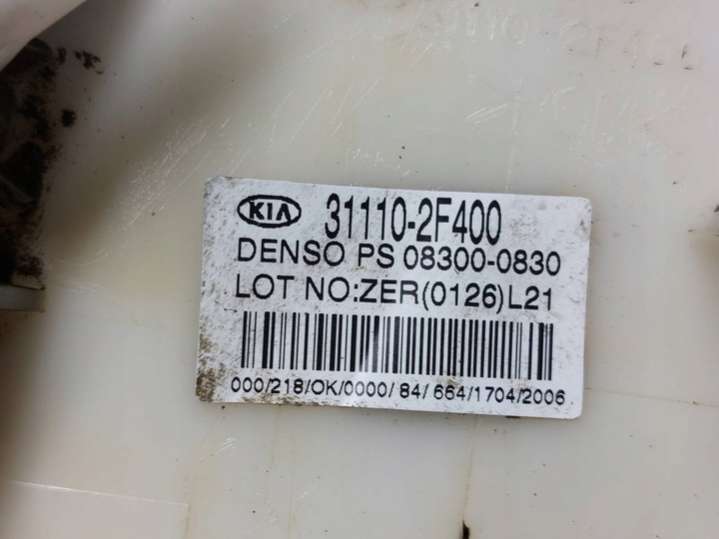 KIA 31110-2F400
DENSO PS 08300-0830
LOT NO:ZER(0126)L21
000/218/OK/0000/ 84/ 664/1704/2006